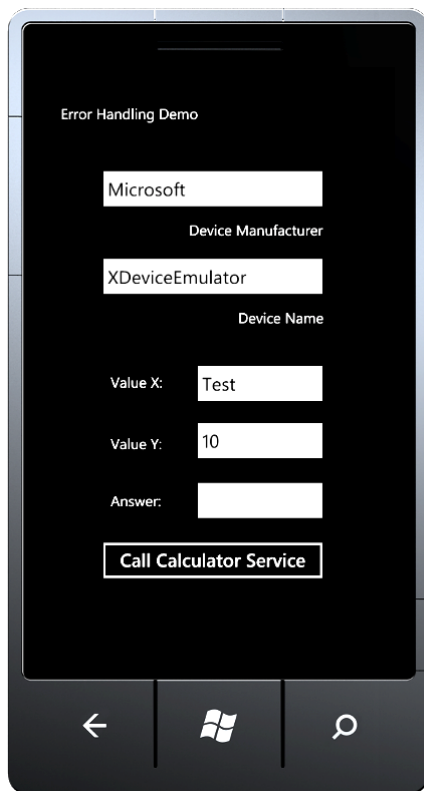 Error Handling Demo
Microsoft
Device Manufacturer
XDeviceEmulator
Device Name
Value X: Test
Value Y: 10
Answer:
Call Calculator Service